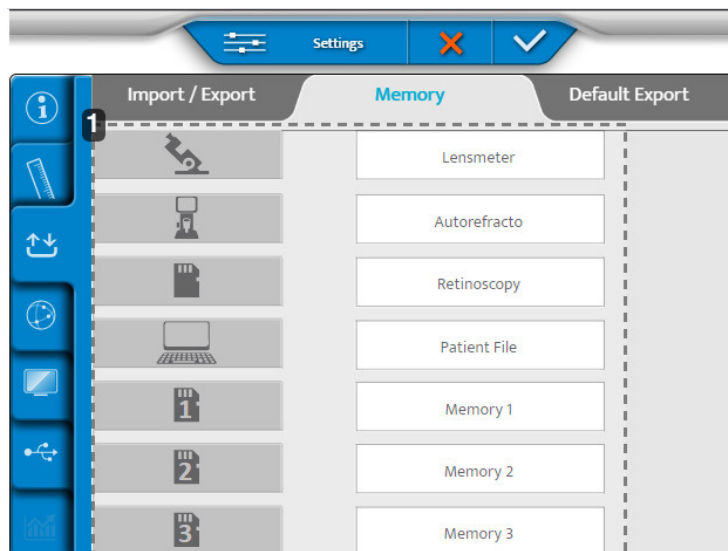 Settings
Import / Export Memory Default Export
1
Lensmeter
Autorefracto
Retinoscopy
Patient File
1 Memory 1
2 Memory 2
3 Memory 3